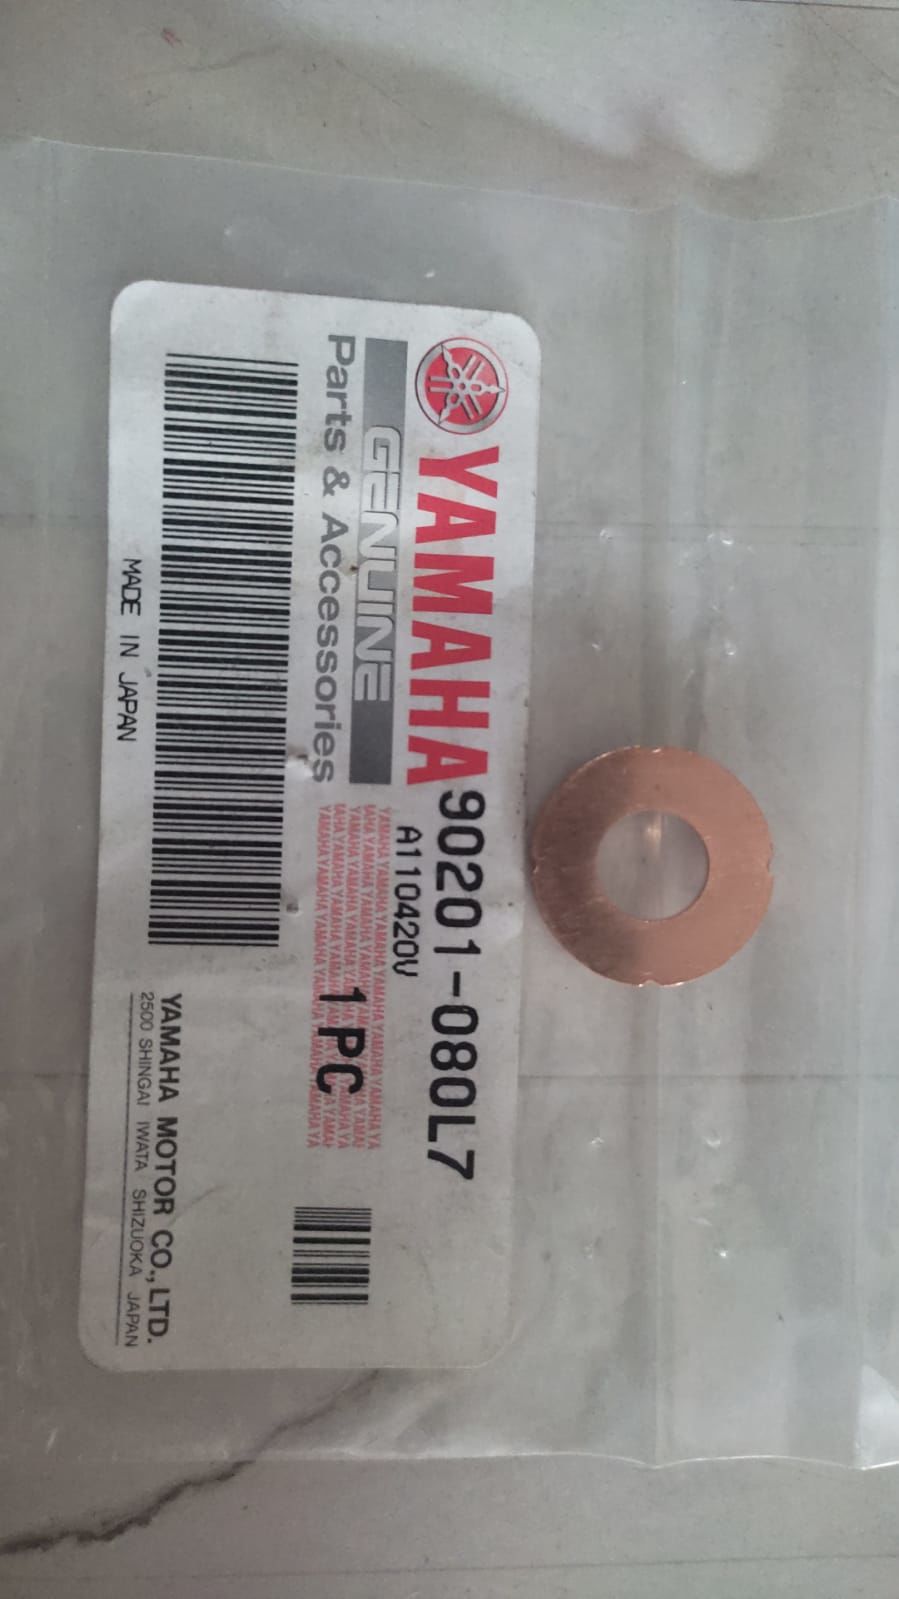 YAMAHA
GENUINE
Parts & Accessories
90201-080L7
A110420V
1PC
MADE IN JAPAN
YAMAHA MOTOR CO., LTD.
2500 SHINGAI IWATA SHIZUOKA JAPAN